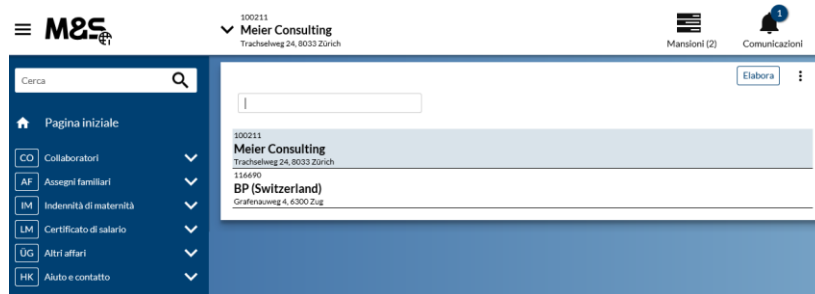 M&S
100211
Meier Consulting
Trachselweg 24, 8033 Zürich
1
Mansioni (2)
Comunicazioni
Cerca
Elabora
Pagina iniziale
CO Collaboratori
AF Assegni familiari
IM Indennità di maternità
LM Certificato di salario
ÜG Altri affari
HK Aiuto e contatto
100211
Meier Consulting
Trachselweg 24, 8033 Zürich
116690
BP (Switzerland)
Grafenauweg 4, 6300 Zug